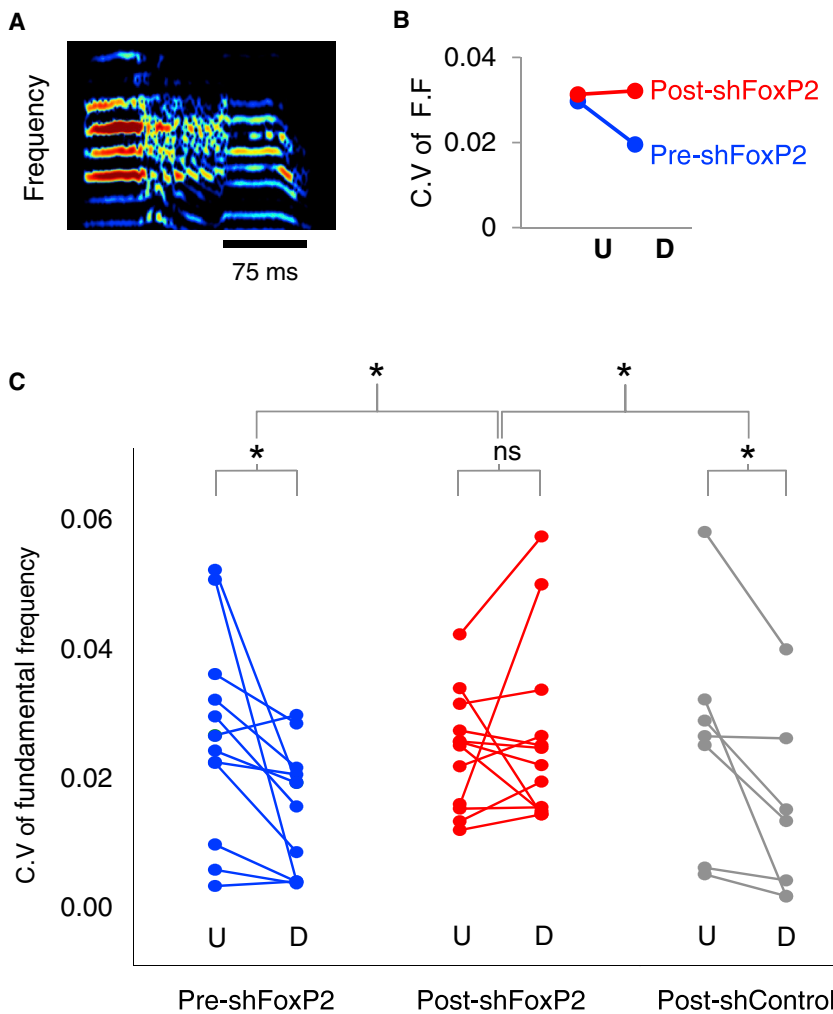 A
Frequency
75 ms
B
C.V of F.F
0.04
0.02
0
Post-shFoxP2
Pre-shFoxP2
U D
C
* *
* ns *
C.V of fundamental frequency
0.06
0.04
0.02
0.00
U D U D U D
Pre-shFoxP2 Post-shFoxP2 Post-shControl